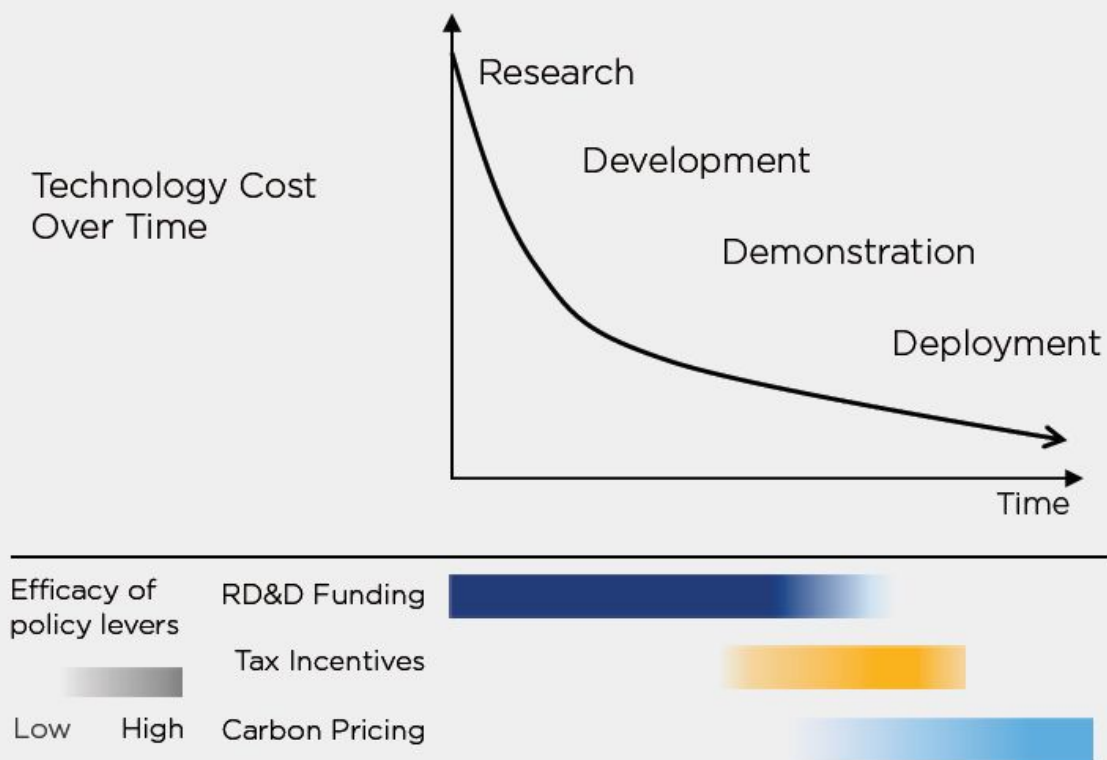 Technology Cost
Over Time
Research
Development
Demonstration
Deployment
Time
Efficacy of
policy levers
Low High
RD&D Funding
Tax Incentives
Carbon Pricing